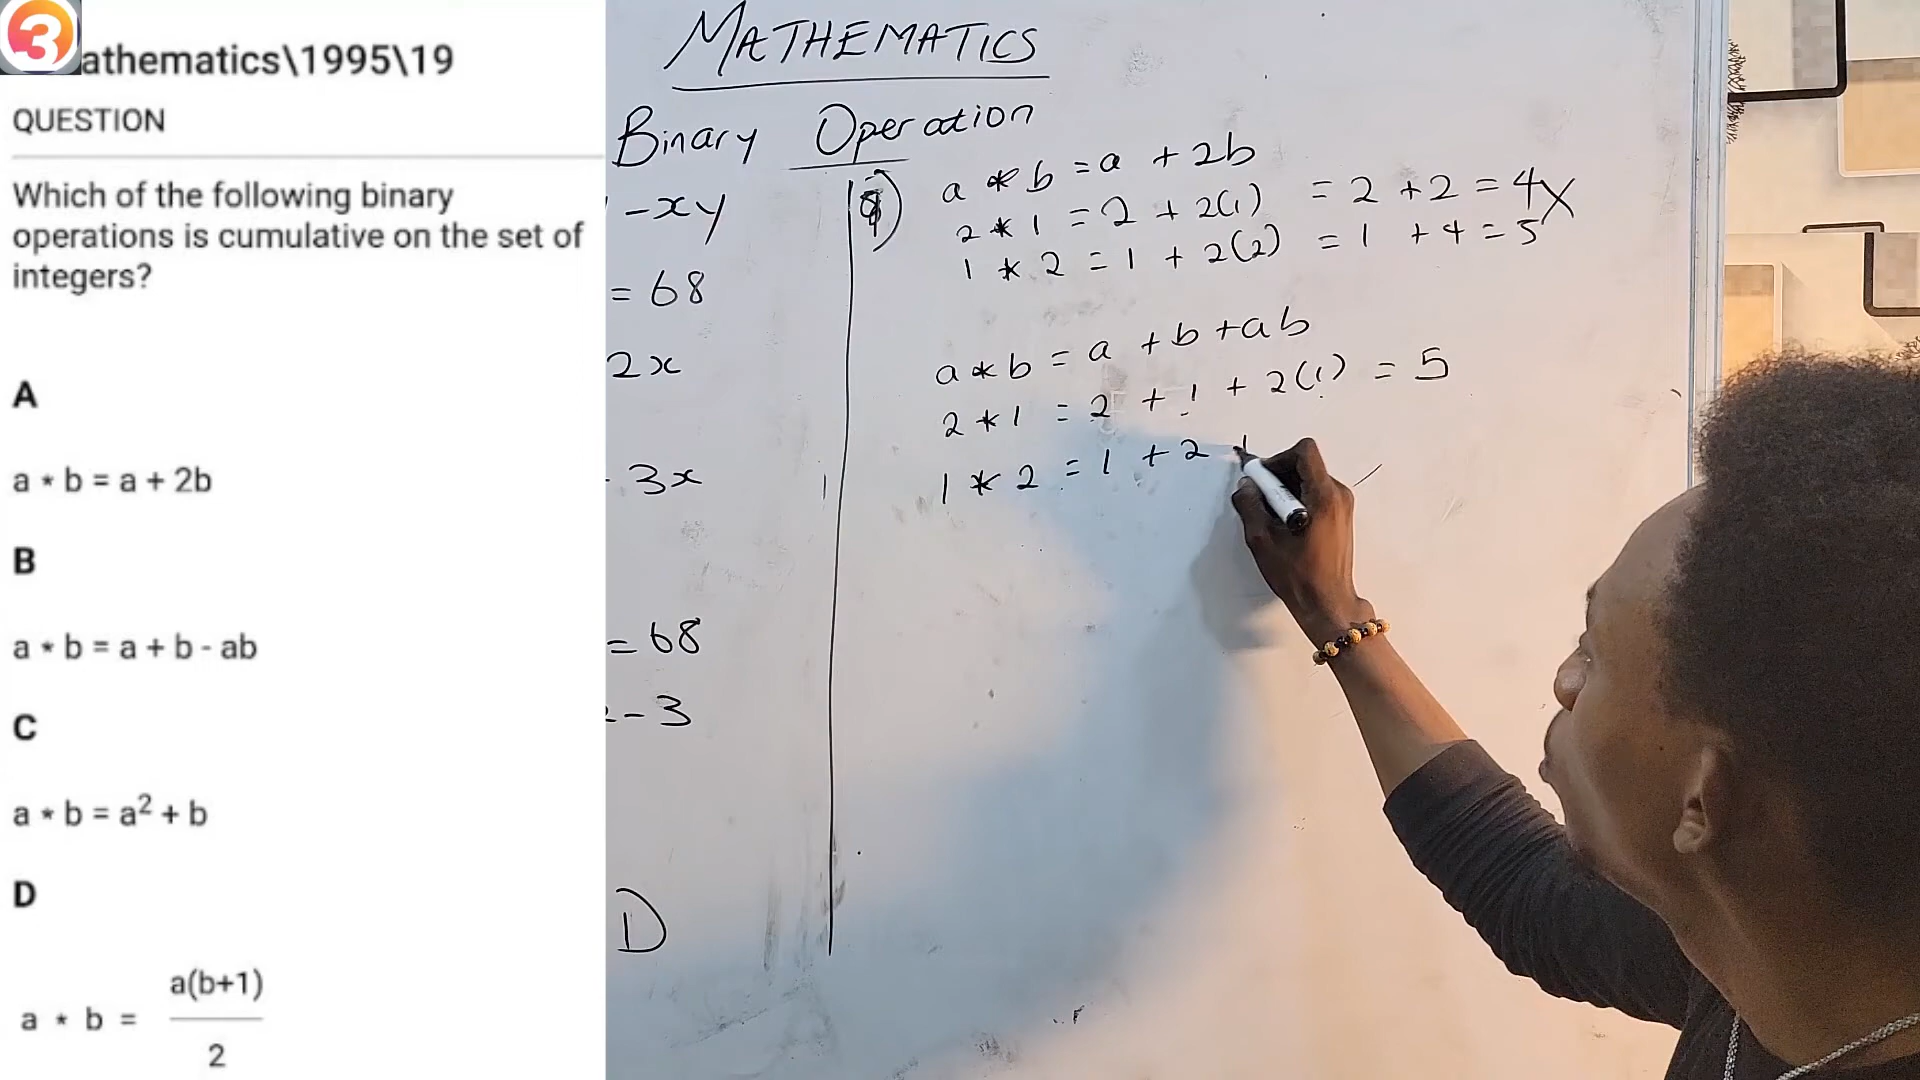 3
athematics\1995\19
QUESTION
Which of the following binary
operations is cumulative on the set of
integers?
A
a * b = a + 2b
B
a * b = a + b - ab
C
a * b = a² + b
D
a * b = a(b+1)
2
MATHEMATICS
Binary Operation
- xy
= 68
2x
3x
= 68
- 3
D
a * b = a + 2b
2 * 1 = 2 + 2(1) = 2 + 2 = 4 X
1 * 2 = 1 + 2(2) = 1 + 4 = 5
a * b = a + b + ab
2 * 1 = 2 + 1 + 2(1) = 5
1 * 2 = 1 + 2